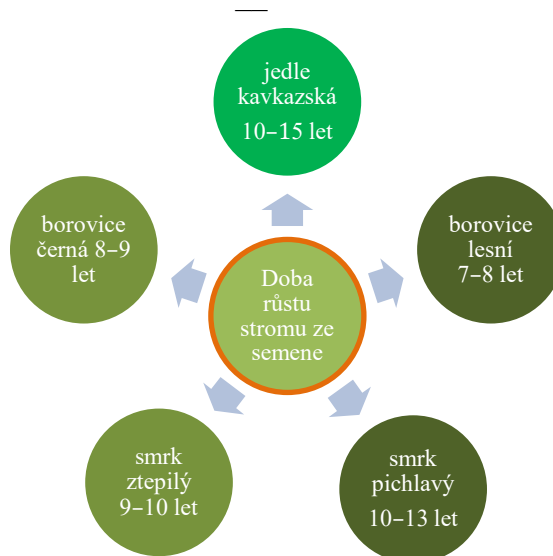 jedle
kavkazská
10–15 let
borovice
černá 8–9
let
borovice
lesní
7–8 let
Doba
růstu
stromu ze
semene
smrk
ztepilý
9–10 let
smrk
pichlavý
10–13 let